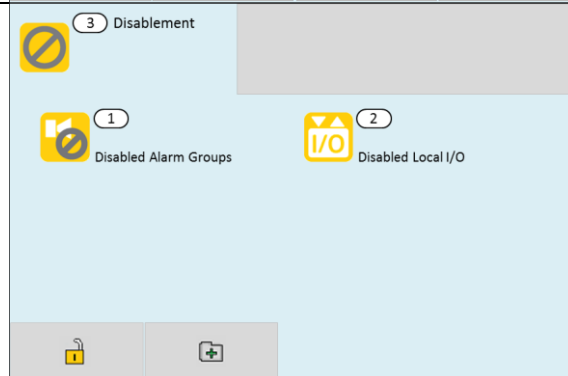 3 Disablement
1
Disabled Alarm Groups
2
I/O
Disabled Local I/O